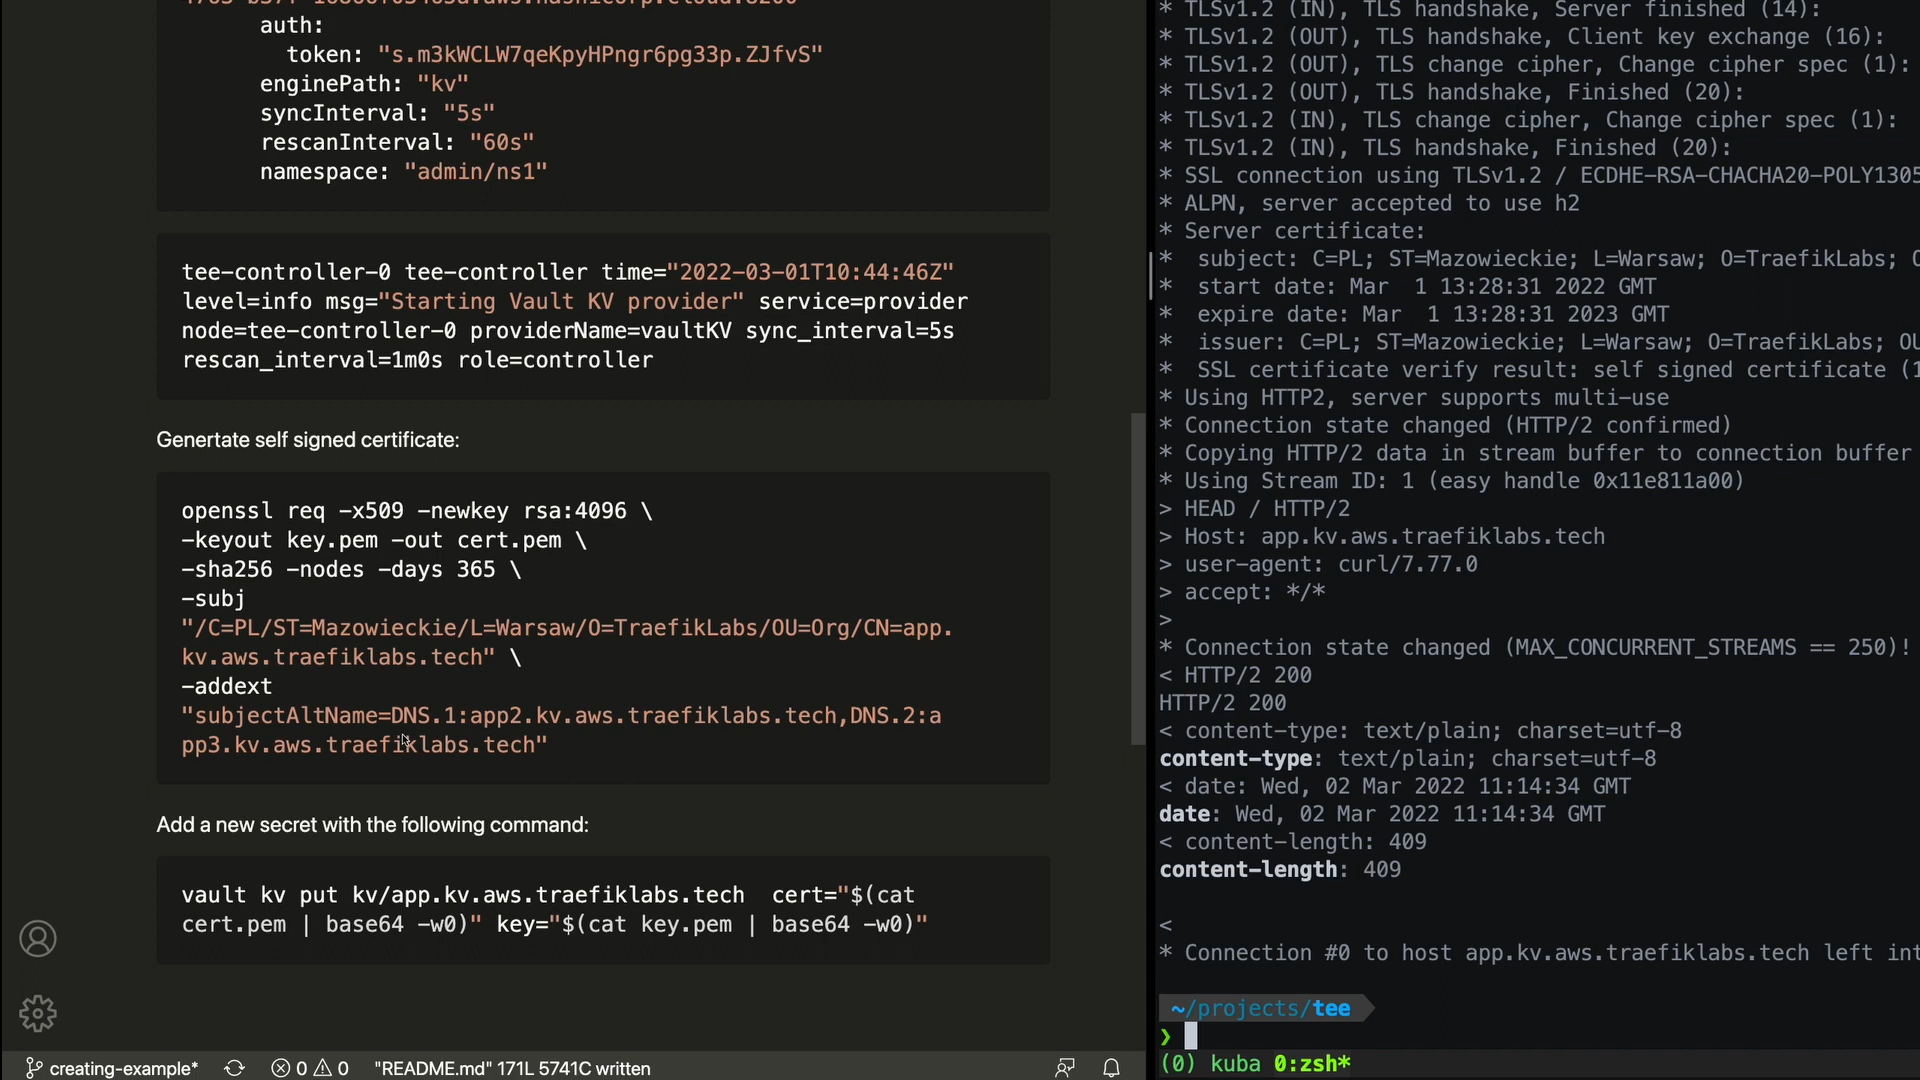 auth:
token: "s.m3kWCLW7qeKpyHPngr6pg33p.ZJfvS"
enginePath: "kv"
syncInterval: "5s"
rescanInterval: "60s"
namespace: "admin/ns1"
tee-controller-0 tee-controller time="2022-03-01T10:44:46Z"
level=info msg="Starting Vault KV provider" service=provider
node=tee-controller-0 providerName=vaultKV sync_interval=5s
rescan_interval=1m0s role=controller
Genertate self signed certificate:
openssl req -x509 -newkey rsa:4096 \
-keyout key.pem -out cert.pem \
-sha256 -nodes -days 365 \
-subj
"/C=PL/ST=Mazowieckie/L=Warsaw/O=TraefikLabs/OU=Org/CN=app.
kv.aws.traefiklabs.tech" \
-addext
"subjectAltName=DNS.1:app2.kv.aws.traefiklabs.tech,DNS.2:a
pp3.kv.aws.traefiklabs.tech"
Add a new secret with the following command:
vault kv put kv/app.kv.aws.traefiklabs.tech  cert="$(cat
cert.pem | base64 -w0)" key="$(cat key.pem | base64 -w0)"
creating-example* 0 0 "README.md" 171L 5741C written
* TLSv1.2 (IN), TLS handshake, Server finished (14):
* TLSv1.2 (OUT), TLS handshake, Client key exchange (16):
* TLSv1.2 (OUT), TLS change cipher, Change cipher spec (1):
* TLSv1.2 (OUT), TLS handshake, Finished (20):
* TLSv1.2 (IN), TLS change cipher, Change cipher spec (1):
* TLSv1.2 (IN), TLS handshake, Finished (20):
* SSL connection using TLSv1.2 / ECDHE-RSA-CHACHA20-POLY1305
* ALPN, server accepted to use h2
* Server certificate:
*  subject: C=PL; ST=Mazowieckie; L=Warsaw; O=TraefikLabs;
*  start date: Mar  1 13:28:31 2022 GMT
*  expire date: Mar  1 13:28:31 2023 GMT
*  issuer: C=PL; ST=Mazowieckie; L=Warsaw; O=TraefikLabs; OU
*  SSL certificate verify result: self signed certificate (1
* Using HTTP2, server supports multi-use
* Connection state changed (HTTP/2 confirmed)
* Copying HTTP/2 data in stream buffer to connection buffer
* Using Stream ID: 1 (easy handle 0x11e811a00)
> HEAD / HTTP/2
> Host: app.kv.aws.traefiklabs.tech
> user-agent: curl/7.77.0
> accept: */*
>
* Connection state changed (MAX_CONCURRENT_STREAMS == 250)!
< HTTP/2 200
HTTP/2 200
< content-type: text/plain; charset=utf-8
content-type: text/plain; charset=utf-8
< date: Wed, 02 Mar 2022 11:14:34 GMT
date: Wed, 02 Mar 2022 11:14:34 GMT
< content-length: 409
content-length: 409
<
* Connection #0 to host app.kv.aws.traefiklabs.tech left int
~/projects/tee
❯
(0) kuba 0:zsh*